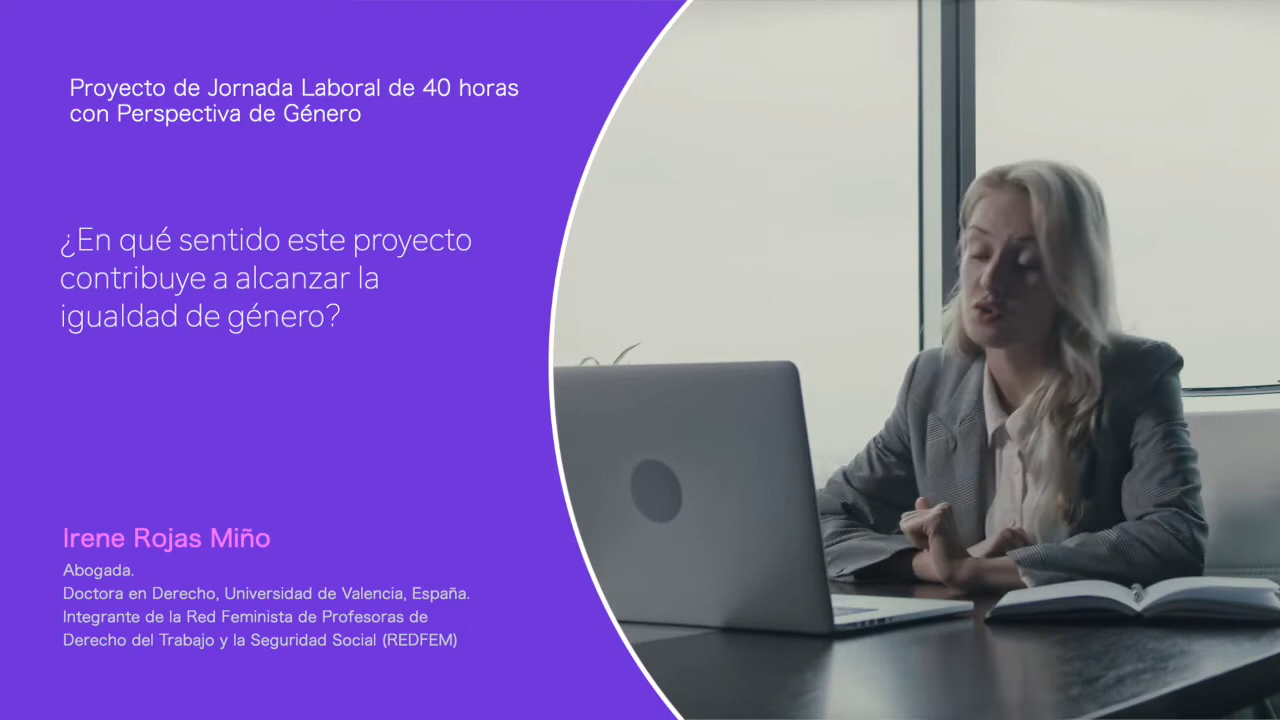 Proyecto de Jornada Laboral de 40 horas
con Perspectiva de Género
¿En qué sentido este proyecto
contribuye a alcanzar la
igualdad de género?
Irene Rojas Miño
Abogada.
Doctora en Derecho, Universidad de Valencia, España.
Integrante de la Red Feminista de Profesoras de
Derecho del Trabajo y la Seguridad Social (REDFEM)